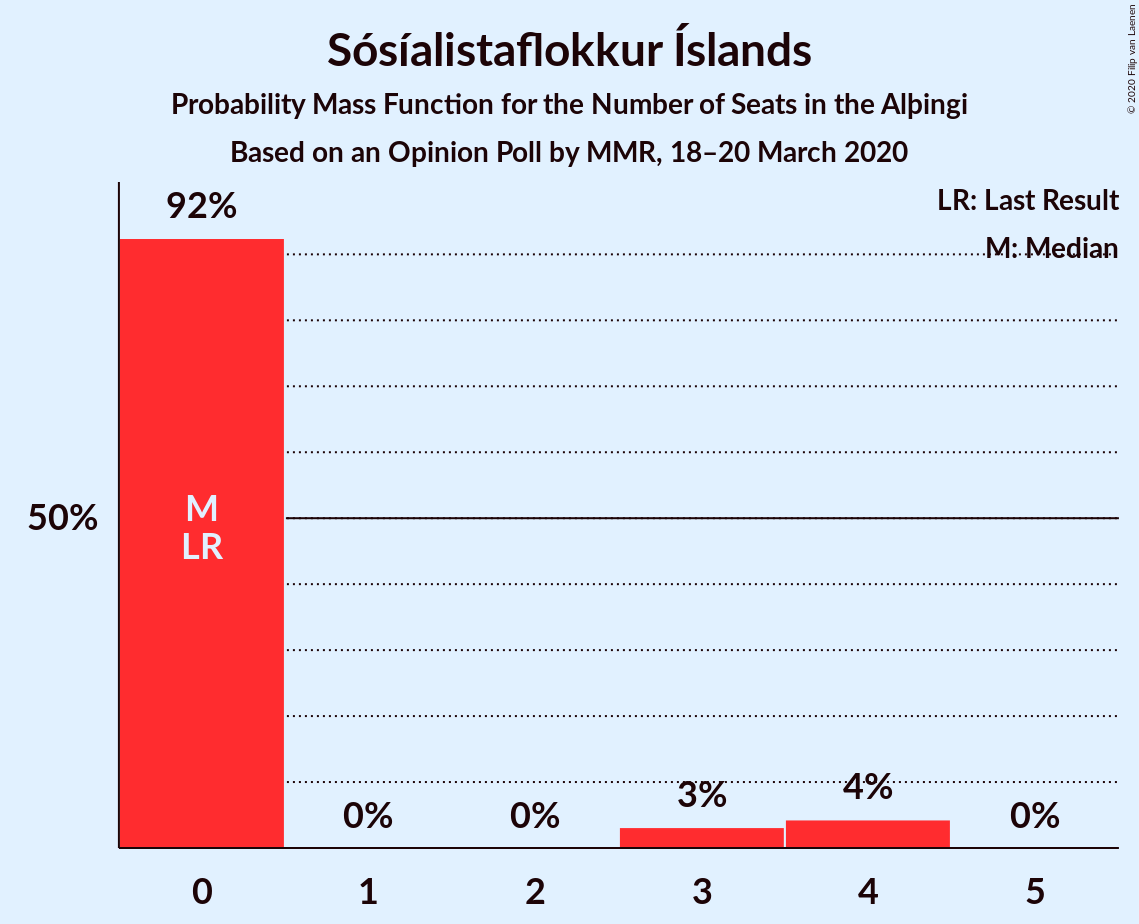 Sósíalistaflokkur Íslands
Probability Mass Function for the Number of Seats in the Alþingi
Based on an Opinion Poll by MMR, 18–20 March 2020
© 2020 Filip van Laenen
LR: Last Result
M: Median
92%
50%
M
LR
0%
0%
3%
4%
0%
0
1
2
3
4
5